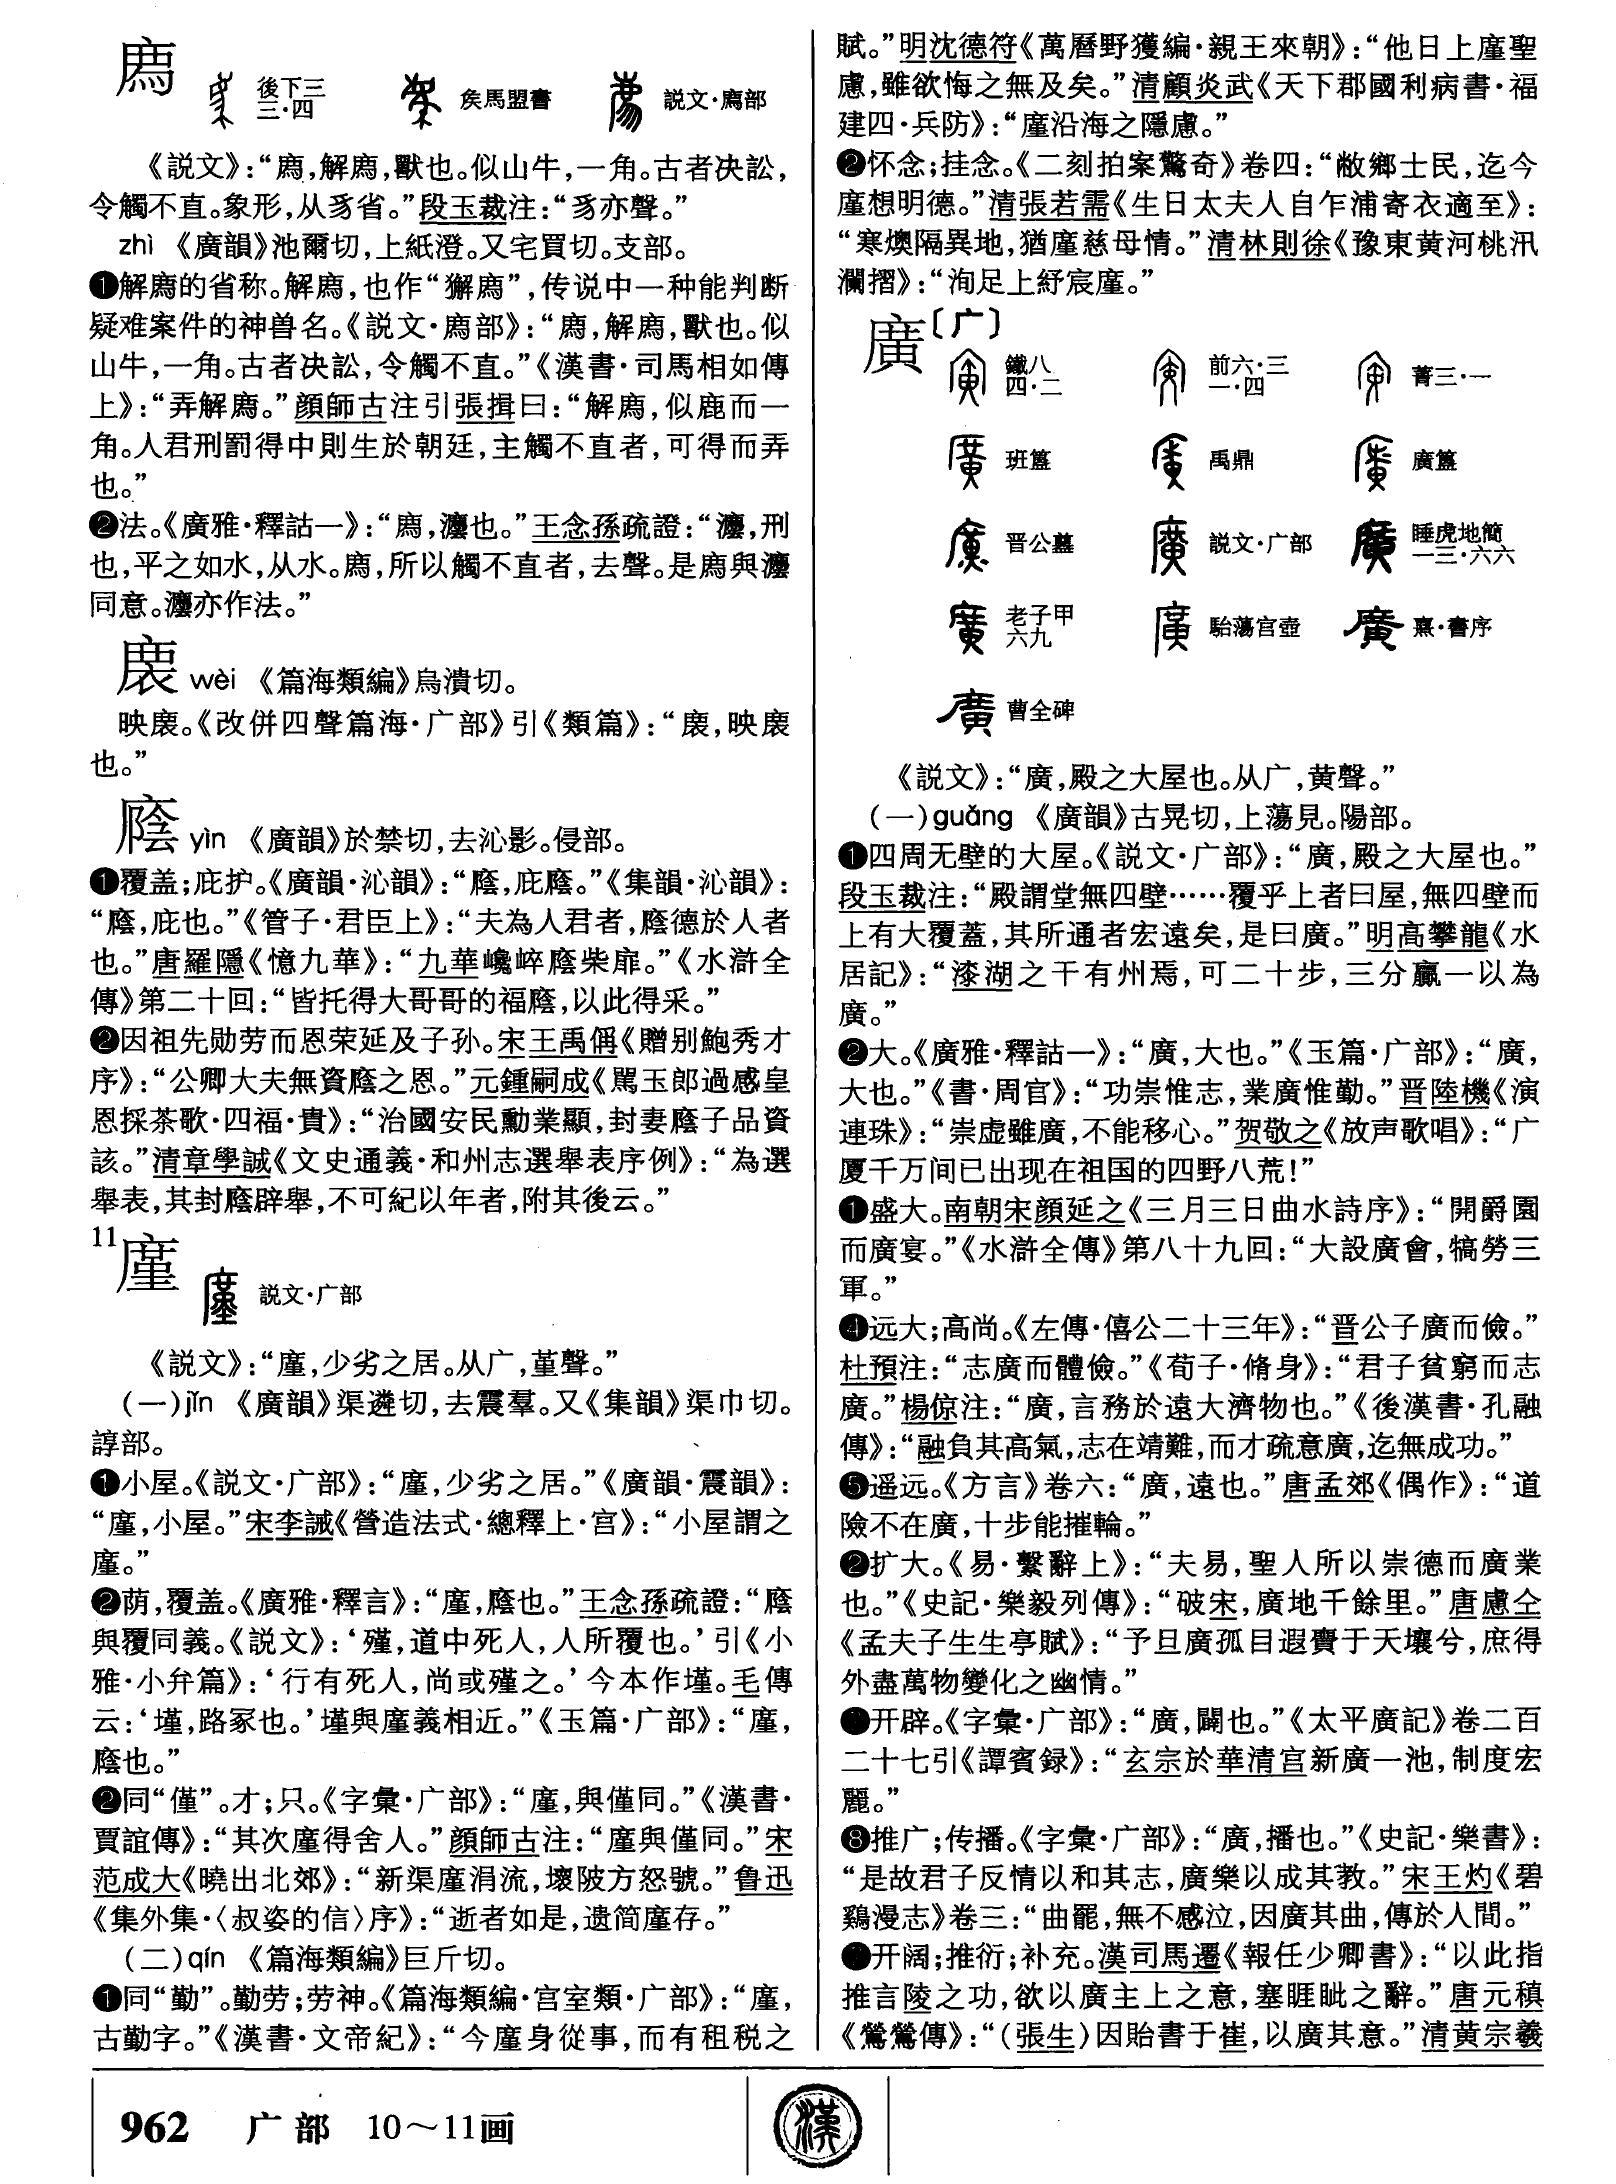 廌
後下三
三·四
矦馬盟書
説文·廌部
《説文》：“廌，解廌，獸也。似山牛，一角。古者决訟，
令觸不直。象形，从豸省。”段玉裁注：“豸亦聲。”
zhì 《廣韻》池爾切，上紙澄。又宅買切。支部。
❶解廌的省称。解廌，也作“獬廌”，传说中一种能判断
疑难案件的神兽名。《説文·廌部》：“廌，解廌，獸也。似
山牛，一角。古者决訟，令觸不直。”《漢書·司馬相如傳
上》：“弄解廌。”顔師古注引張揖曰：“解廌，似鹿而一
角。人君刑罰得中則生於朝廷，主觸不直者，可得而弄
也。”
❷法。《廣雅·釋詁一》：“廌，灋也。”王念孫疏證：“灋，刑
也，平之如水，从水。廌，所以觸不直者，去聲。是廌與灋
同意。灋亦作法。”
㢎 wèi 《篇海類編》烏潰切。
映㢎。《改併四聲篇海·广部》引《類篇》：“㢎，映㢎
也。”
廕 yìn 《廣韻》於禁切，去沁影。侵部。
❶覆盖；庇护。《廣韻·沁韻》：“廕，庇廕。”《集韻·沁韻》：
“廕，庇也。”《管子·君臣上》：“夫為人君者，廕德於人者
也。”唐羅隱《憶九華》：“九華巉崪廕柴扉。”《水滸全
傳》第二十回：“皆托得大哥哥的福廕，以此得采。”
❷因祖先勋劳而恩荣延及子孙。宋王禹偁《贈别鮑秀才
序》：“公卿大夫無資廕之恩。”元鍾嗣成《駡玉郎過感皇
恩採茶歌·四福·貴》：“治國安民勳業顯，封妻廕子品資
該。”清章學誠《文史通義·和州志選舉表序例》：“為選
舉表，其封廕辟舉，不可紀以年者，附其後云。”
11
廑
説文·广部
《説文》：“廑，少劣之居。从广，堇聲。”
（一）jǐn 《廣韻》渠遴切，去震羣。又《集韻》渠巾切。
諄部。
❶小屋。《説文·广部》：“廑，少劣之居。”《廣韻·震韻》：
“廑，小屋。”宋李誡《營造法式·總釋上·宫》：“小屋謂之
廑。”
❷荫，覆盖。《廣雅·釋言》：“廑，廕也。”王念孫疏證：“廕
與覆同義。《説文》：‘殣，道中死人，人所覆也。’引《小
雅·小弁篇》：‘行有死人，尚或殣之。’今本作墐。毛傳
云：‘墐，路冢也。’墐與廑義相近。”《玉篇·广部》：“廑，
廕也。”
❷同“僅”。才；只。《字彙·广部》：“廑，與僅同。”《漢書·
賈誼傳》：“其次廑得舍人。”顔師古注：“廑與僅同。”宋
范成大《曉出北郊》：“新渠廑涓流，壞陂方怒號。”魯迅
《集外集·〈叔姿的信〉序》：“逝者如是，遗简廑存。”
（二）qín 《篇海類編》巨斤切。
❶同“勤”。勤劳；劳神。《篇海類編·宫室類·广部》：“廑，
古勤字。”《漢書·文帝紀》：“今廑身從事，而有租税之
賦。”明沈德符《萬曆野獲編·親王來朝》：“他日上廑聖
慮，雖欲悔之無及矣。”清顧炎武《天下郡國利病書·福
建四·兵防》：“廑沿海之隱慮。”
❷怀念；挂念。《二刻拍案驚奇》卷四：“敝鄉士民，迄今
廑想明德。”清張若需《生日太夫人自乍浦寄衣適至》：
“寒燠隔異地，猶廑慈母情。”清林則徐《豫東黄河桃汛
瀾摺》：“洵足上紓宸廑。”
廣〔广〕
鐵八
四·二
前六·三
一·四
菁三·一
班簋
禹鼎
廣簋
晋公𥂴
説文·广部
睡虎地簡
一三·六六
老子甲
六九
駘蕩宫壺
熹·書序
曹全碑
《説文》：“廣，殿之大屋也。从广，黄聲。”
（一）guǎng 《廣韻》古晃切，上蕩見。陽部。
❶四周无壁的大屋。《説文·广部》：“廣，殿之大屋也。”
段玉裁注：“殿謂堂無四壁……覆乎上者曰屋，無四壁而
上有大覆蓋，其所通者宏遠矣，是曰廣。”明高攀龍《水
居記》：“漆湖之干有州焉，可二十步，三分贏一以為
廣。”
❷大。《廣雅·釋詁一》：“廣，大也。”《玉篇·广部》：“廣，
大也。”《書·周官》：“功崇惟志，業廣惟勤。”晋陸機《演
連珠》：“崇虚雖廣，不能移心。”贺敬之《放声歌唱》：“广
厦千万间已出现在祖国的四野八荒！”
❶盛大。南朝宋顔延之《三月三日曲水詩序》：“開爵園
而廣宴。”《水滸全傳》第八十九回：“大設廣會，犒勞三
軍。”
❹远大；高尚。《左傳·僖公二十三年》：“晋公子廣而儉。”
杜預注：“志廣而體儉。”《荀子·脩身》：“君子貧窮而志
廣。”楊倞注：“廣，言務於遠大濟物也。”《後漢書·孔融
傳》：“融負其高氣，志在靖難，而才疏意廣，迄無成功。”
❺遥远。《方言》卷六：“廣，遠也。”唐孟郊《偶作》：“道
險不在廣，十步能摧輪。”
❷扩大。《易·繫辭上》：“夫易，聖人所以崇德而廣業
也。”《史記·樂毅列傳》：“破宋，廣地千餘里。”唐盧仝
《孟夫子生生亭賦》：“予旦廣孤目遐賷于天壤兮，庶得
外盡萬物變化之幽情。”
開辟。《字彙·广部》：“廣，闢也。”《太平廣記》卷二百
二十七引《譚賓録》：“玄宗於華清宫新廣一池，制度宏
麗。”
❽推广；传播。《字彙·广部》：“廣，播也。”《史記·樂書》：
“是故君子反情以和其志，廣樂以成其教。”宋王灼《碧
鷄漫志》卷三：“曲罷，無不感泣，因廣其曲，傳於人間。”
开阔；推衍；补充。漢司馬遷《報任少卿書》：“以此指
推言陵之功，欲以廣主上之意，塞睚眦之辭。”唐元稹
《鶯鶯傳》：“（張生）因貽書于崔，以廣其意。”清黄宗羲
962 广部 10～11画
漢